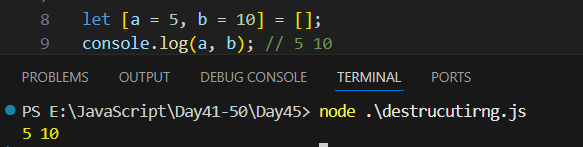 8 let [a = 5, b = 10] = [];
9 console.log(a, b); // 5 10
PROBLEMS OUTPUT DEBUG CONSOLE TERMINAL PORTS
PS E:\JavaScript\Day41-50\Day45> node .\destrucutirng.js
5 10